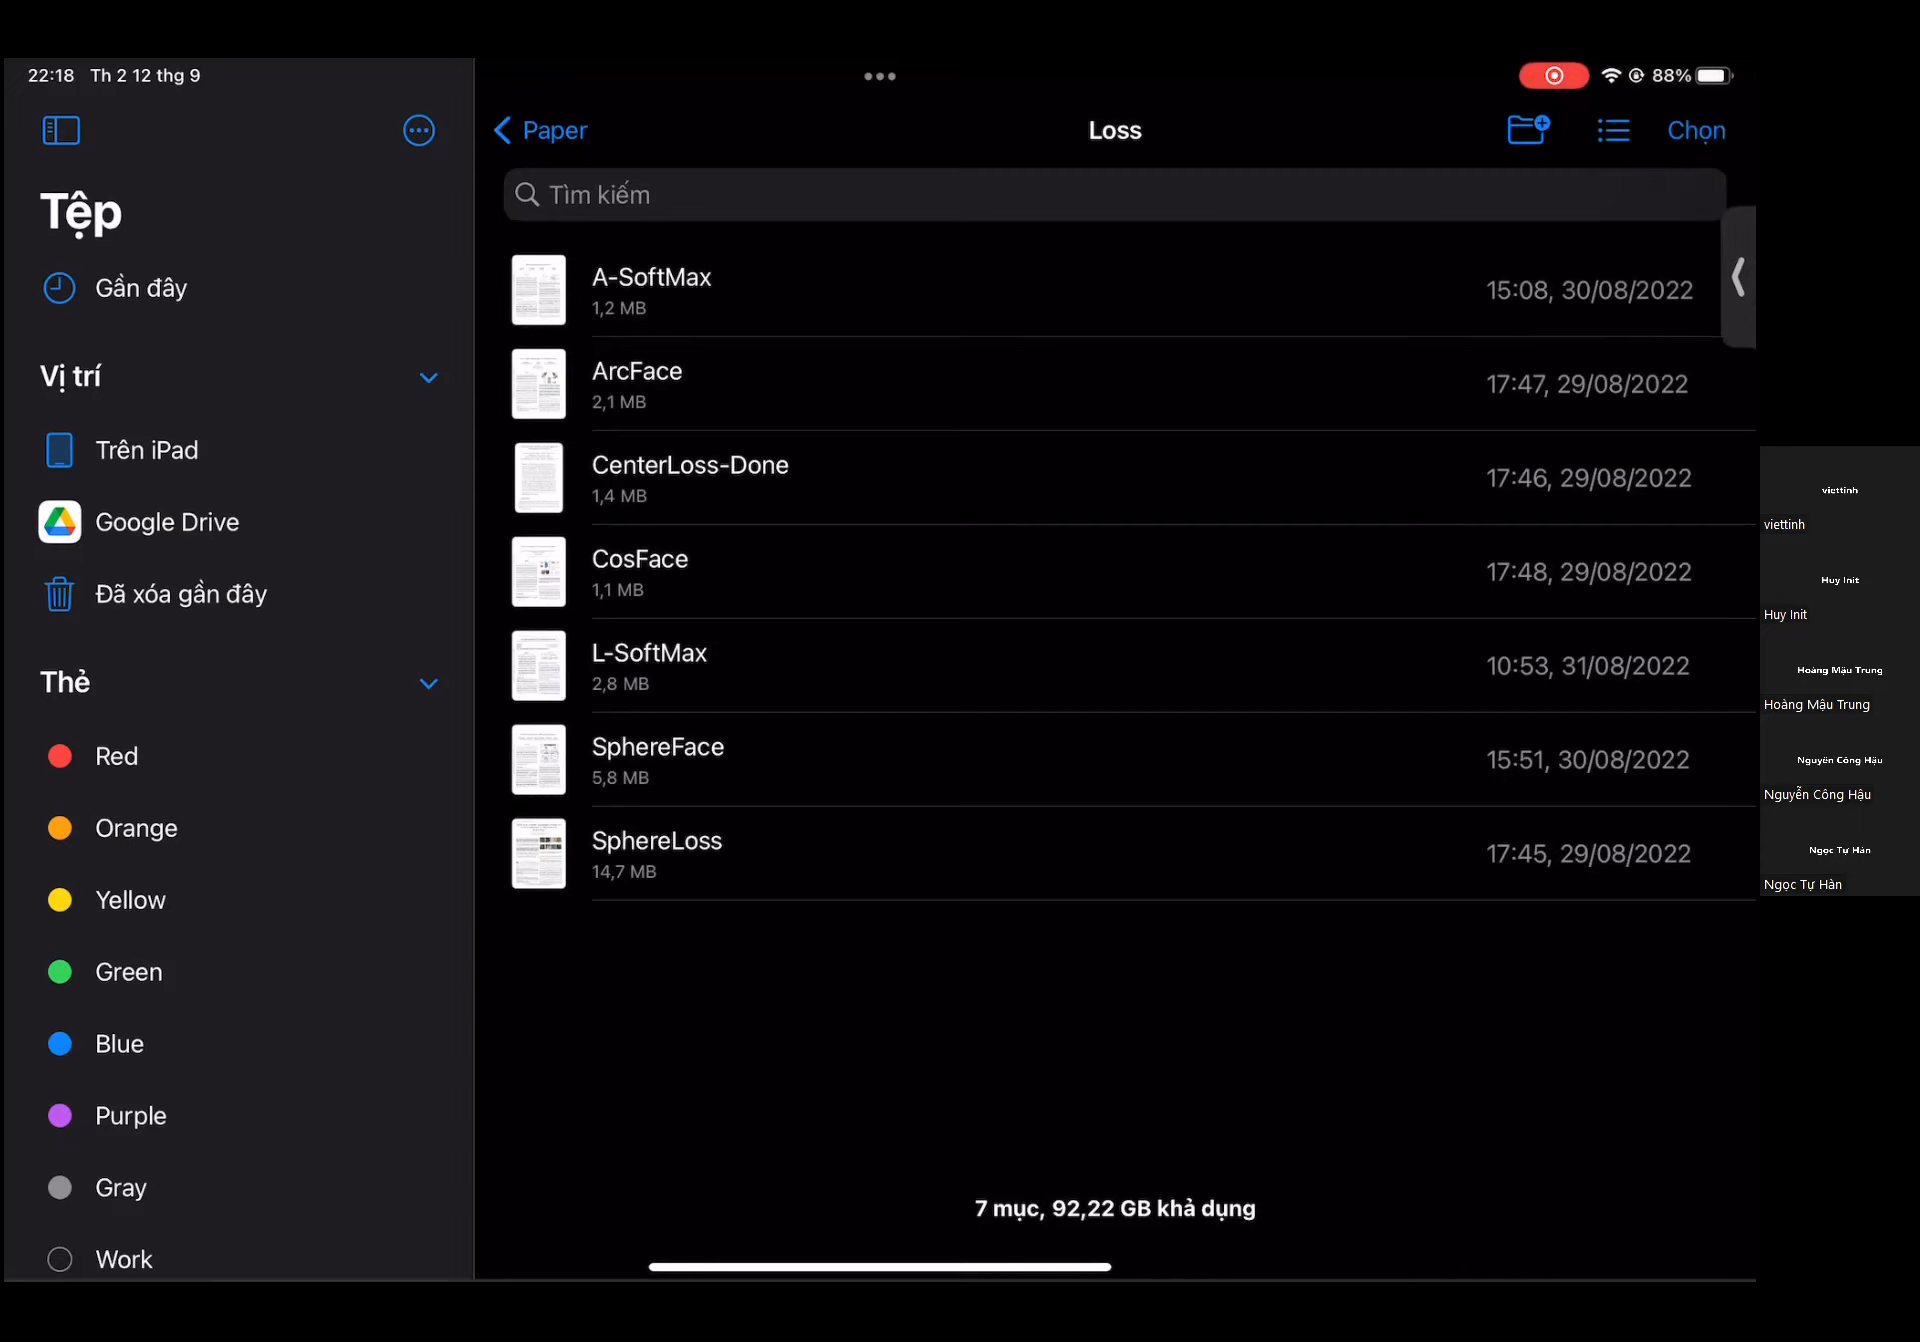 22:18 Th 2 12 thg 9
88%
Tệp
Gần đây
Vị trí
Trên iPad
Google Drive
Đã xóa gần đây
Thẻ
Red
Orange
Yellow
Green
Blue
Purple
Gray
Work
Paper
Loss
Chọn
Tìm kiếm
A-SoftMax
1,2 MB
15:08, 30/08/2022
ArcFace
2,1 MB
17:47, 29/08/2022
CenterLoss-Done
1,4 MB
17:46, 29/08/2022
CosFace
1,1 MB
17:48, 29/08/2022
L-SoftMax
2,8 MB
10:53, 31/08/2022
SphereFace
5,8 MB
15:51, 30/08/2022
SphereLoss
14,7 MB
17:45, 29/08/2022
7 mục, 92,22 GB khả dụng
viettinh
viettinh
Huy Init
Huy Init
Hoàng Mậu Trung
Hoàng Mậu Trung
Nguyễn Công Hậu
Nguyễn Công Hậu
Ngọc Tự Hàn
Ngọc Tự Hàn